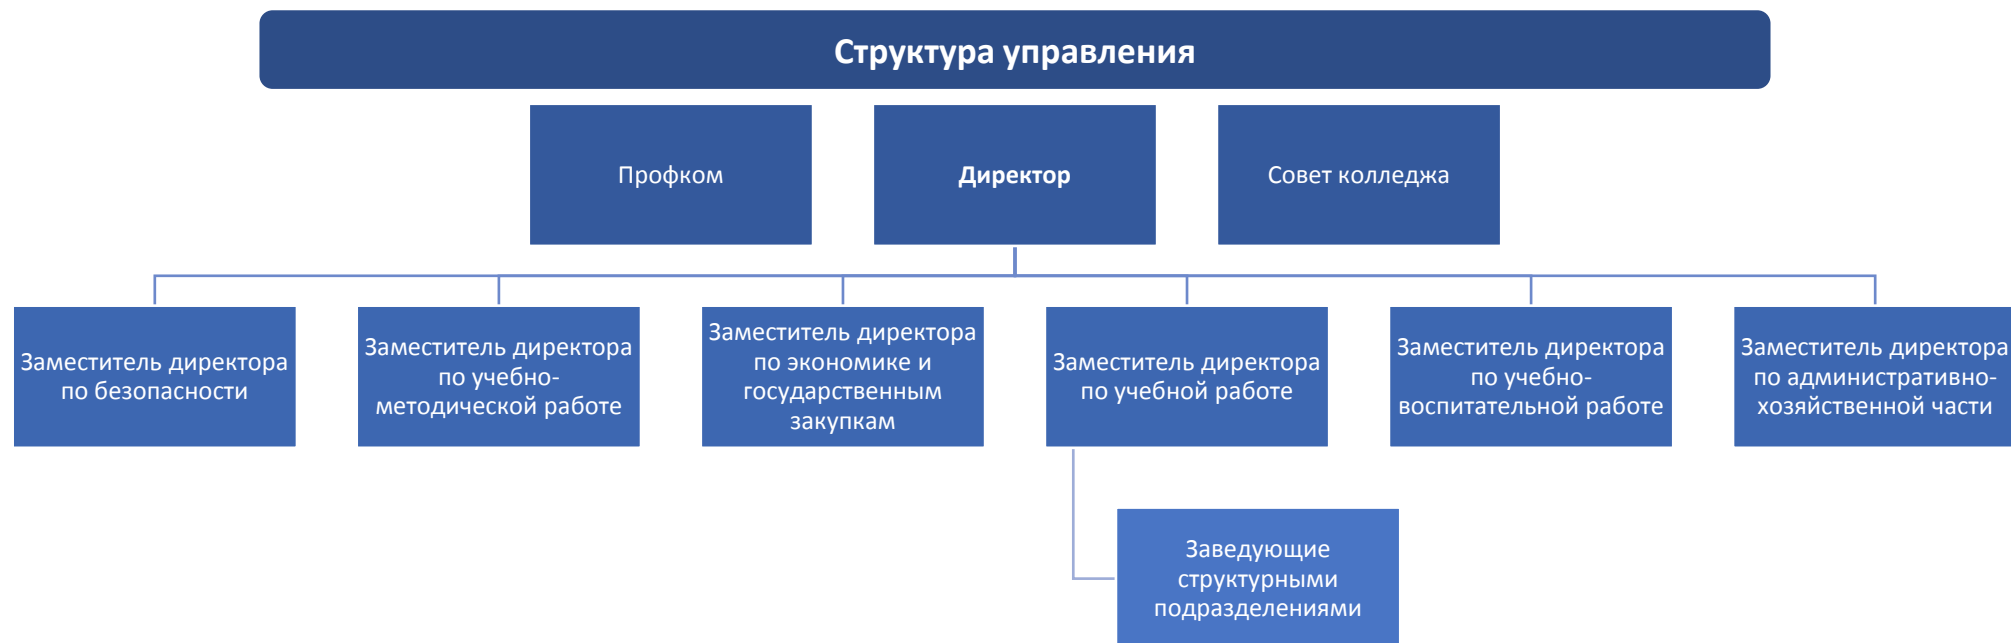 Структура управления
Профком
Директор
Совет колледжа
Заместитель директора
по безопасности
Заместитель директора
по учебно-
методической работе
Заместитель директора
по экономике и
государственным
закупкам
Заместитель директора
по учебной работе
Заместитель директора
по учебно-
воспитательной работе
Заместитель директора
по административно-
хозяйственной части
Заведующие
структурными
подразделениями